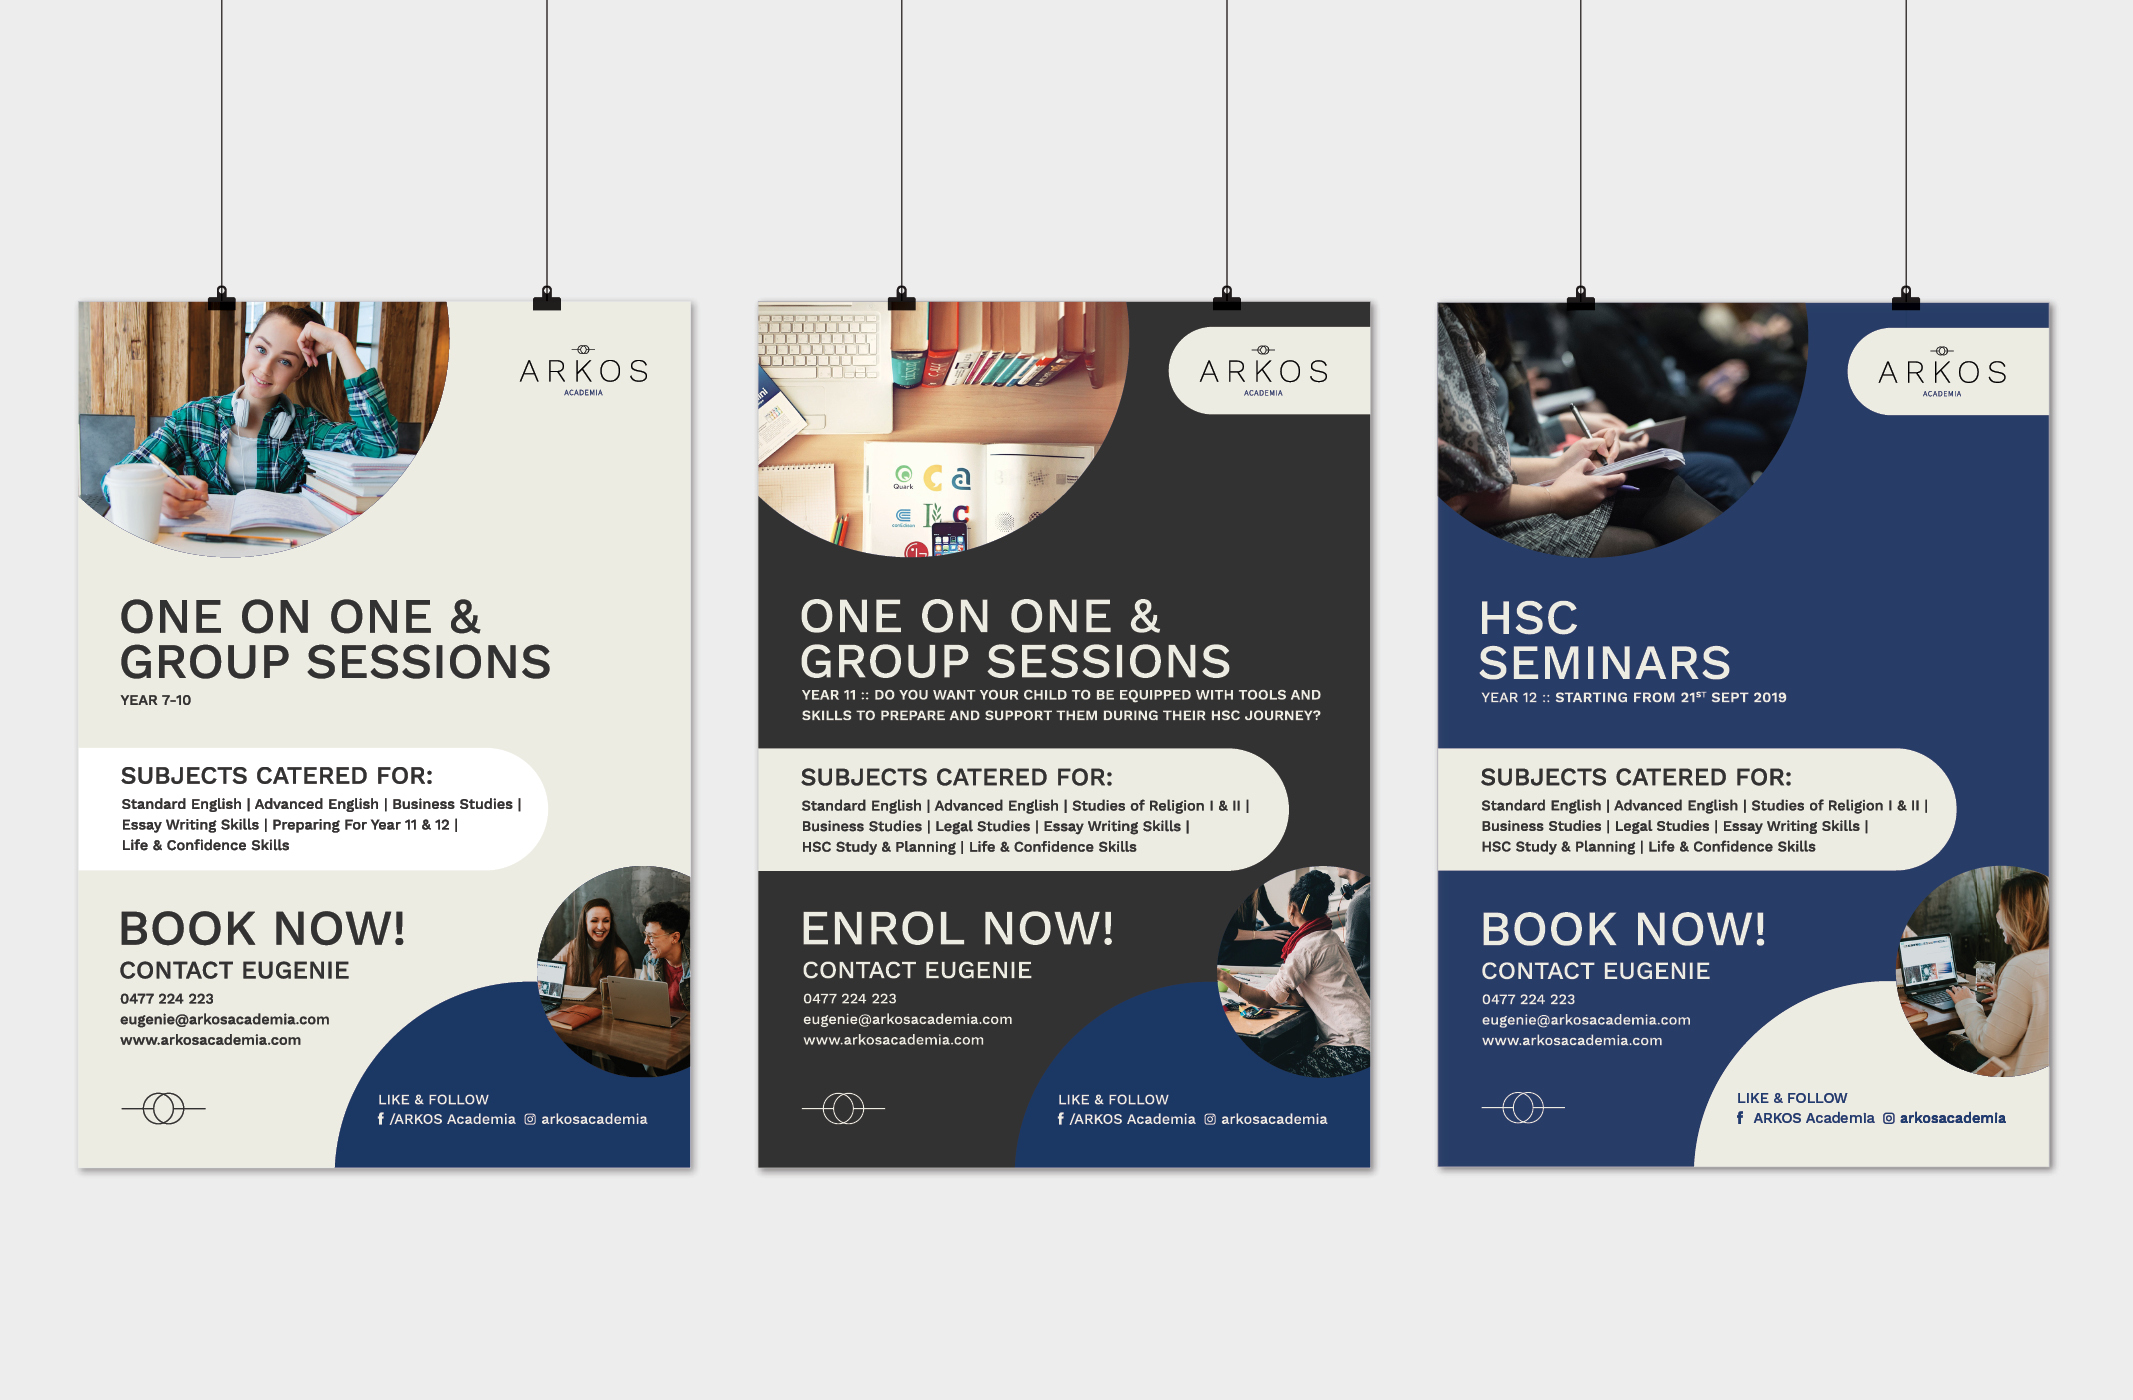 ARKOS
ACADEMIA
ONE ON ONE &
GROUP SESSIONS
YEAR 7-10
SUBJECTS CATERED FOR:
Standard English | Advanced English | Business Studies |
Essay Writing Skills | Preparing For Year 11 & 12 |
Life & Confidence Skills
BOOK NOW!
CONTACT EUGENIE
0477 224 223
eugenie@arkosacademia.com
www.arkosacademia.com
LIKE & FOLLOW
f /ARKOS Academia arkosacademia
Quark
ARKOS
ACADEMIA
ONE ON ONE &
GROUP SESSIONS
YEAR 11 :: DO YOU WANT YOUR CHILD TO BE EQUIPPED WITH TOOLS AND
SKILLS TO PREPARE AND SUPPORT THEM DURING THEIR HSC JOURNEY?
SUBJECTS CATERED FOR:
Standard English | Advanced English | Studies of Religion I & II |
Business Studies | Legal Studies | Essay Writing Skills |
HSC Study & Planning | Life & Confidence Skills
ENROL NOW!
CONTACT EUGENIE
0477 224 223
eugenie@arkosacademia.com
www.arkosacademia.com
LIKE & FOLLOW
f /ARKOS Academia arkosacademia
ARKOS
ACADEMIA
HSC
SEMINARS
YEAR 12 :: STARTING FROM 21ST SEPT 2019
SUBJECTS CATERED FOR:
Standard English | Advanced English | Studies of Religion I & II |
Business Studies | Legal Studies | Essay Writing Skills |
HSC Study & Planning | Life & Confidence Skills
BOOK NOW!
CONTACT EUGENIE
0477 224 223
eugenie@arkosacademia.com
www.arkosacademia.com
LIKE & FOLLOW
f ARKOS Academia arkosacademia